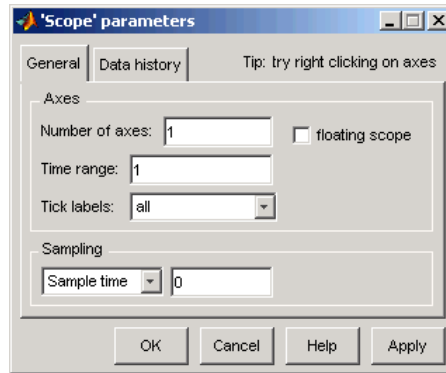 'Scope' parameters
General Data history Tip: try right clicking on axes
Axes
Number of axes: 1 floating scope
Time range: 1
Tick labels: all
Sampling
Sample time 0
OK Cancel Help Apply